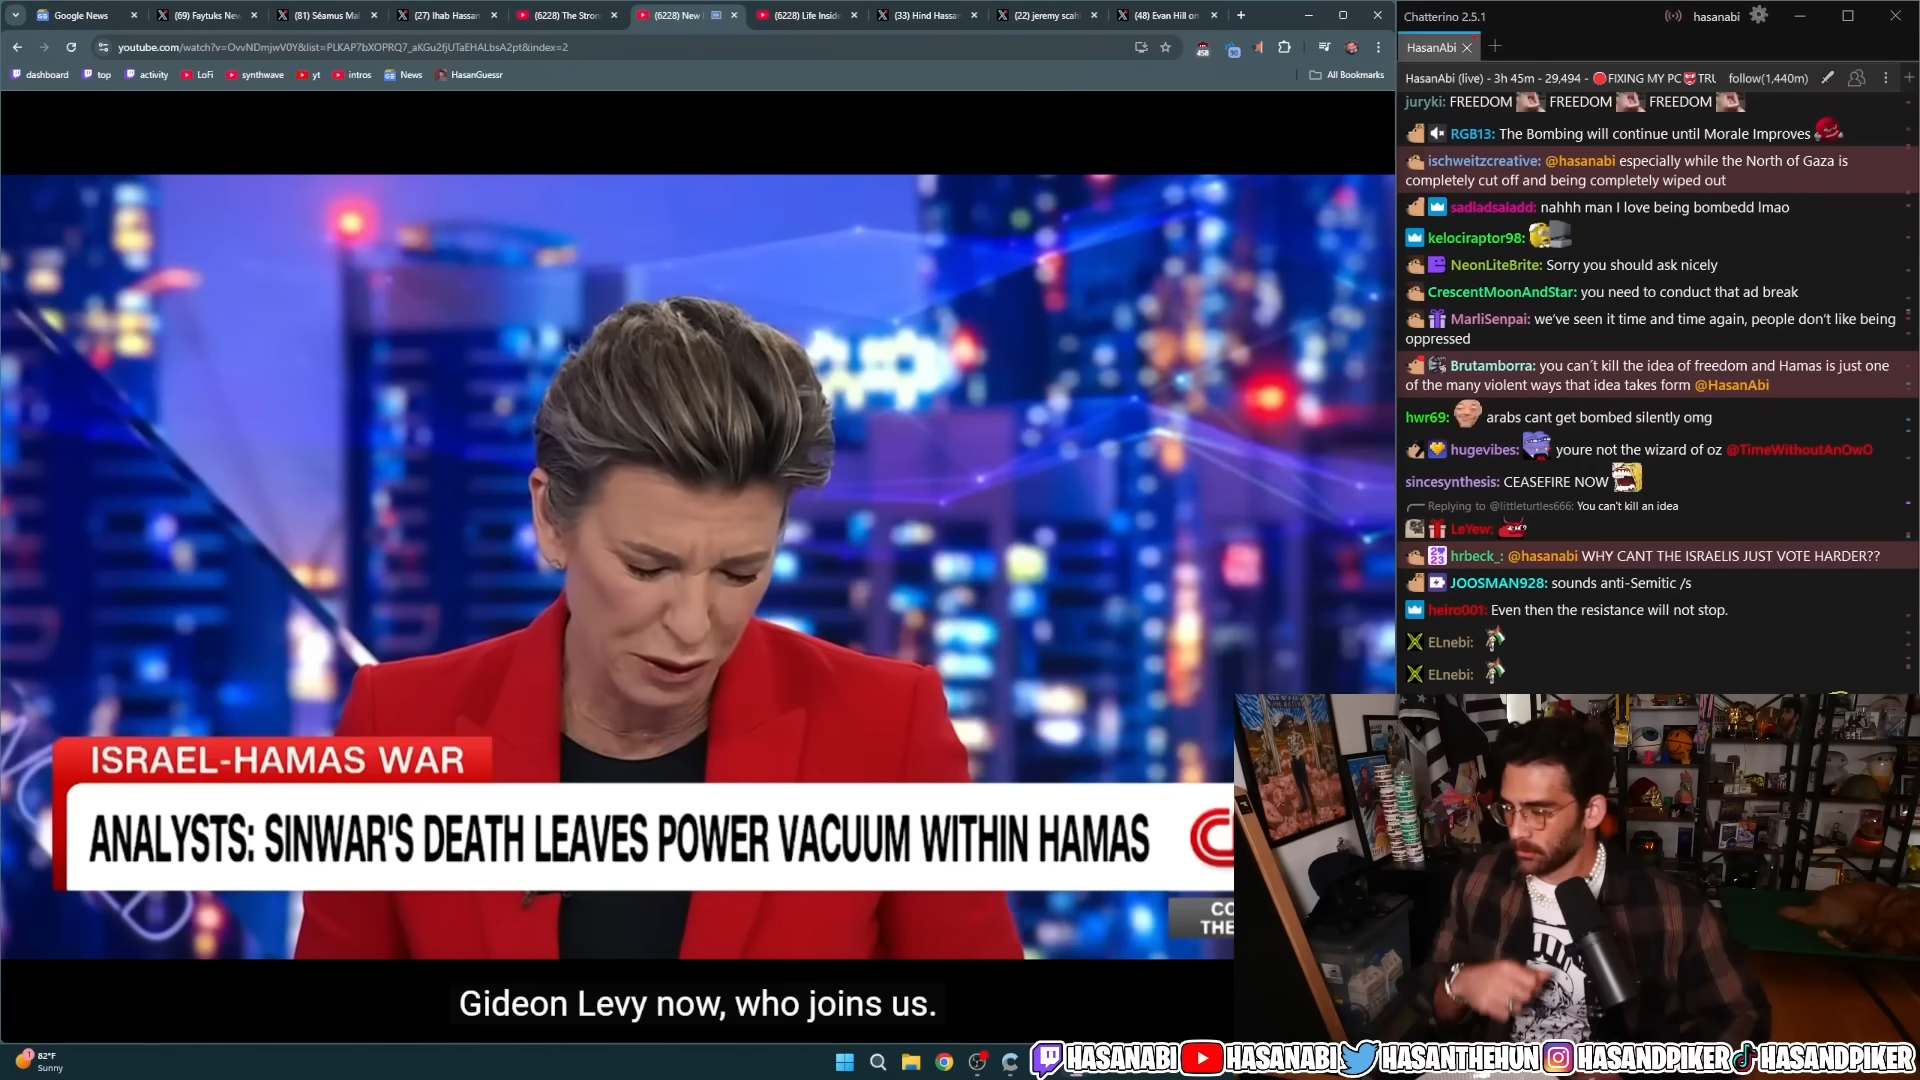 Google News
(69) Faytuks New
(81) Séamus Mal
(27) Ihab Hassan
(6228) The Stron
(6228) New I
(6228) Life Inside
(33) Hind Hassan
(22) jeremy scahl
(48) Evan Hill on
youtube.com/watch?v=OvvNDmjwV0Y&list=PLKAP7bXOPRQ7_aKGu2fjUTaEHALbsA2pt&index=2
458
90
dashboard
top
activity
LoFi
synthwave
yt
intros
News
HasanGuessr
All Bookmarks
Chatterino 2.5.1
hasanabi
HasanAbi
HasanAbi (live) - 3h 45m - 29,494 - FIXING MY PC TRU
follow(1,440m)
juryki: FREEDOM FREEDOM FREEDOM
RGB13: The Bombing will continue until Morale Improves
ischweitzcreative: @hasanabi especially while the North of Gaza is
completely cut off and being completely wiped out
sadladsaladd: nahhh man I love being bombedd lmao
kelociraptor98:
NeonLiteBrite: Sorry you should ask nicely
CrescentMoonAndStar: you need to conduct that ad break
MarliSenpai: we've seen it time and time again, people don't like being
oppressed
Brutamborra: you can´t kill the idea of freedom and Hamas is just one
of the many violent ways that idea takes form @HasanAbi
hwr69: arabs cant get bombed silently omg
hugevibes: youre not the wizard of oz @TimeWithoutAnOwO
sincesynthesis: CEASEFIRE NOW
Replying to @littleturtles666: You can't kill an idea
LeYew:
hrbeck_: @hasanabi WHY CANT THE ISRAELIS JUST VOTE HARDER??
JOOSMAN928: sounds anti-Semitic /s
heiro001: Even then the resistance will not stop.
ELnebi:
ELnebi:
ISRAEL-HAMAS WAR
ANALYSTS: SINWAR'S DEATH LEAVES POWER VACUUM WITHIN HAMAS
CO
THE
Gideon Levy now, who joins us.
1
82°F
Sunny
HASANABI
HASANABI
HASANTHEHUN
HASANDPIKER
HASANDPIKER